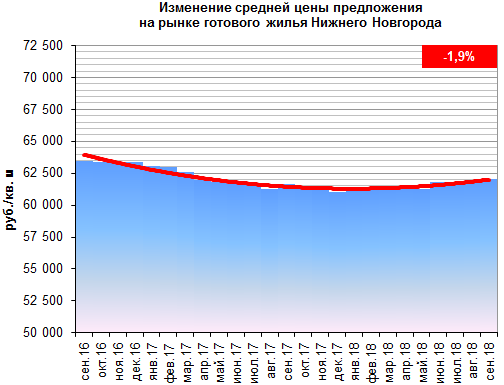 Изменение средней цены предложения
на рынке готового жилья Нижнего Новгорода
-1,9%
руб./кв. м
72 500
70 000
67 500
65 000
62 500
60 000
57 500
55 000
52 500
50 000
сен.16
окт.16
ноя.16
дек.16
янв.17
фев.17
мар.17
апр.17
май.17
июн.17
июл.17
авг.17
сен.17
окт.17
ноя.17
дек.17
янв.18
фев.18
мар.18
апр.18
май.18
июн.18
июл.18
авг.18
сен.18